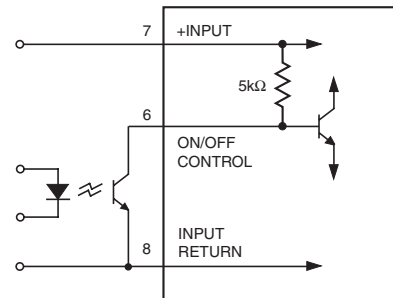 7 +INPUT
5kΩ
6
ON/OFF
CONTROL
INPUT
8
RETURN